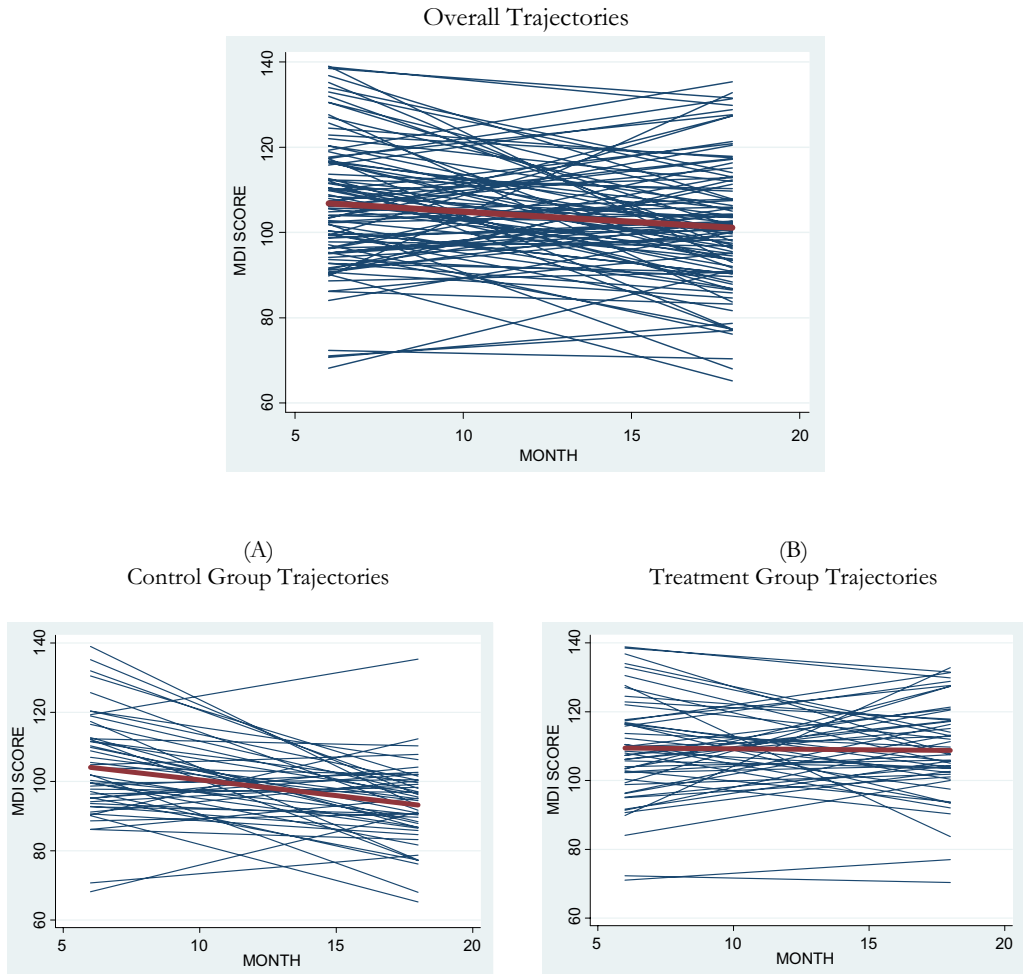 Overall Trajectories
MDI SCORE
140
120
100
80
60
5
10
15
20
MONTH
(A)
Control Group Trajectories
MDI SCORE
140
120
100
80
60
5
10
15
20
MONTH
(B)
Treatment Group Trajectories
MDI SCORE
140
120
100
80
60
5
10
15
20
MONTH